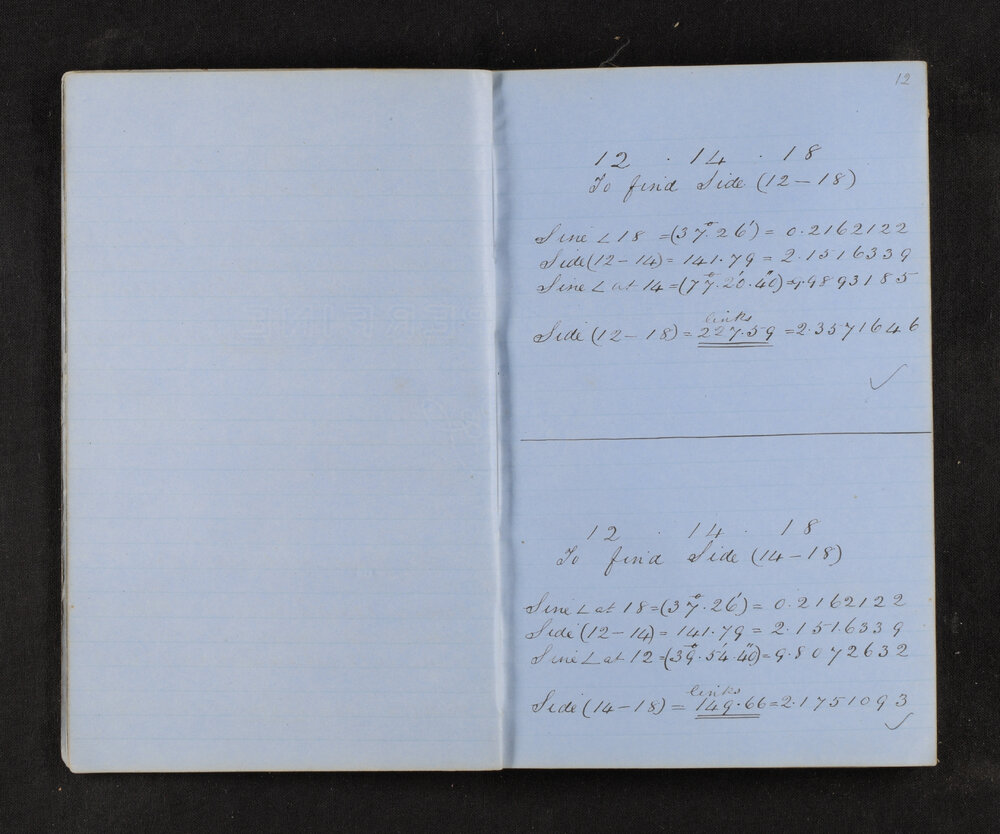 12
12 . 14 . 18
To find Side (12–18)
Sine ∠ 18 = (37°.26') = 0.2162122
Side (12–14) = 141.79 = 2.1516339
Sine ∠ at 14 = (77°.20'.40") = 9.9893185
links
Side (12–18) = 227.59 = 2.3571646
12 . 14 . 18
To find Side (14–18)
Sine ∠ at 18 = (37°.26') = 0.2162122
Side (12–14) = 141.79 = 2.1516339
Sine ∠ at 12 = (39°.54'.40") = 9.8072632
links
Side (14–18) = 149.66 = 2.1751093